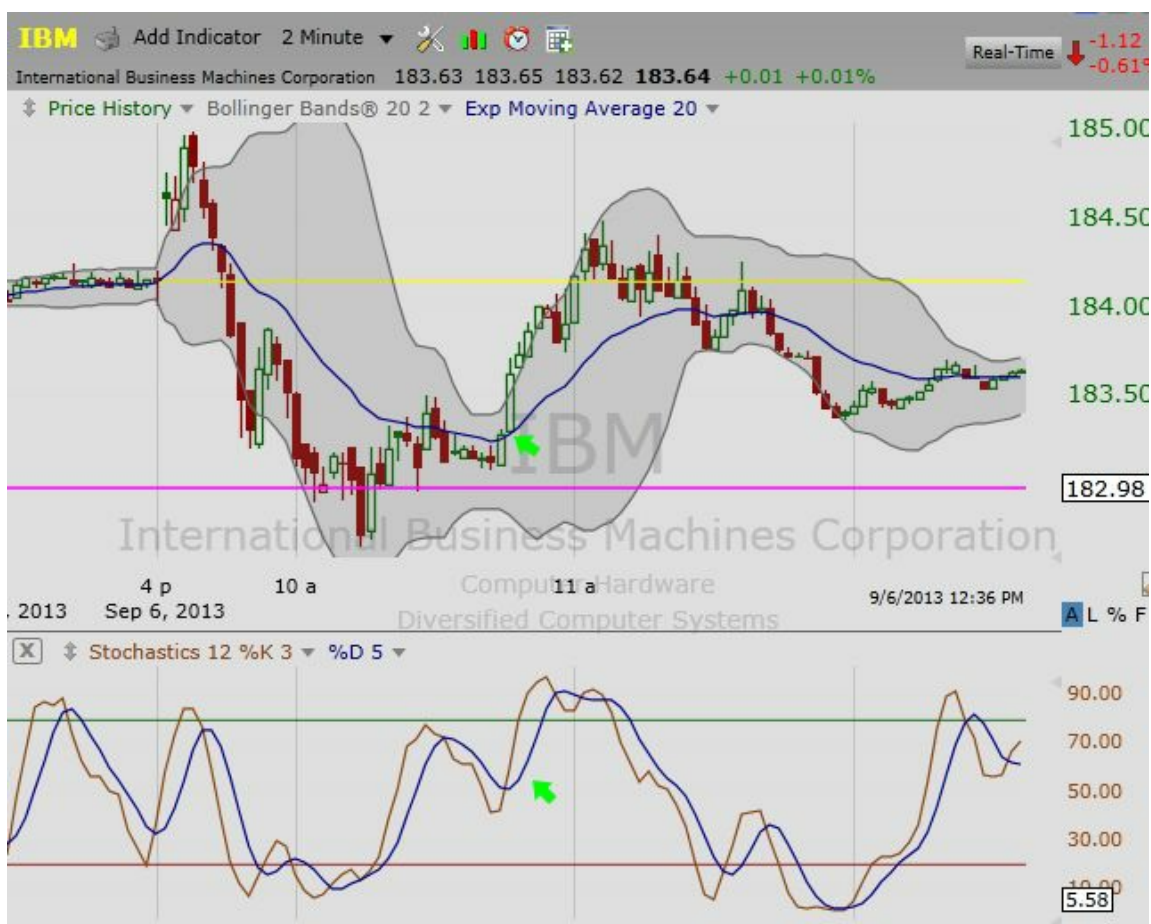 IBM Add Indicator 2 Minute
Real-Time -1.12
-0.61%
International Business Machines Corporation 183.63 183.65 183.62 183.64 +0.01 +0.01%
Price History Bollinger Bands® 20 2 Exp Moving Average 20
185.00
184.50
184.00
183.50
IBM
182.98
International Business Machines Corporation
4 p 10 a 11 a
Computer Hardware
, 2013 Sep 6, 2013 9/6/2013 12:36 PM
Diversified Computer Systems
A L % F
X Stochastics 12 %K 3 %D 5
90.00
70.00
50.00
30.00
10.00
5.58